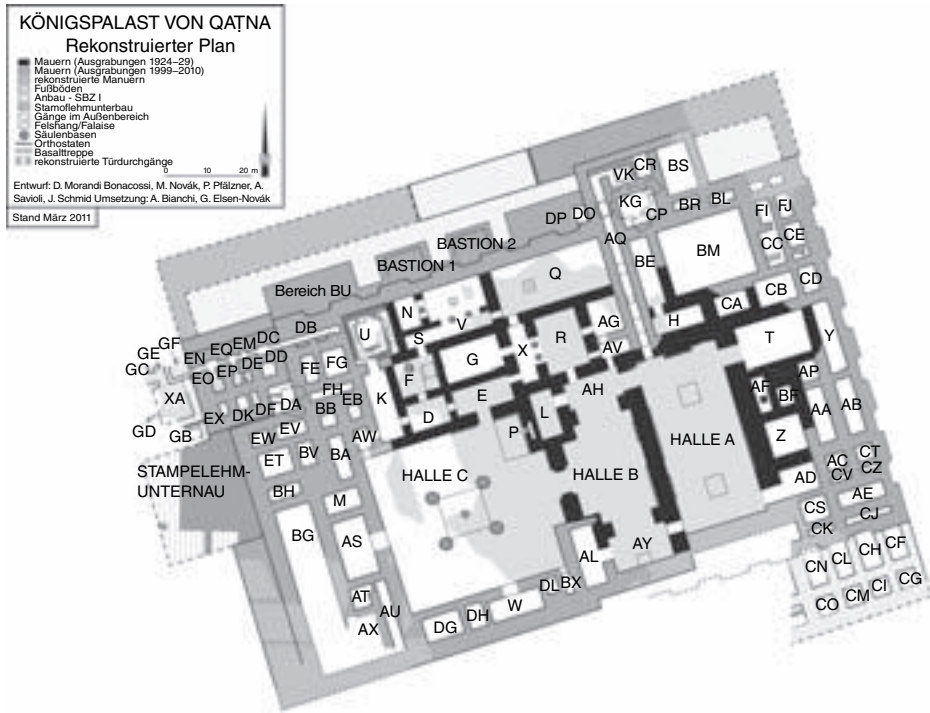 KÖNIGSPALAST VON QAṬNA
Rekonstruierter Plan
Mauern (Ausgrabungen 1924–29)
Mauern (Ausgrabungen 1999–2010)
rekonstruierte Manuern
Fußböden
Anbau - SBZ I
Stamoflehmunterbau
Gänge im Außenbereich
Felshang/Falaise
Säulenbasen
Orthostaten
Basalttreppe
rekonstruierte Türdurchgänge
0 10 20 m
Entwurf: D. Morandi Bonacossi, M. Novák, P. Pfälzner, A.
Savioli, J. Schmid Umsetzung: A. Bianchi, G. Elsen-Novák
Stand März 2011
VK CR BS
KG CP BR BL
DP DO FI FJ
AQ BE BM CC CE
BASTION 2
BASTION 1
Bereich BU
Q CD
CB
CA
N V H
U S R AG T Y
DB
GF EN EQ EM DC
GE EO EP DE DD
GC FE FG
G X AV
F
XA FH EB K E AH AF BF AP
EX DK DF DA BB D L AA AB
GD GB EW EV AW P Z
ET BV BA
HALLE C HALLE B HALLE A
STAMPELEHM-
UNTERNAU
BH M
AD AC CT
CV CZ
BG AS AE
CS CJ
CK
AL AY
CN CL CH CF
DL BX
AT AU W CO CM CI CG
AX DG DH